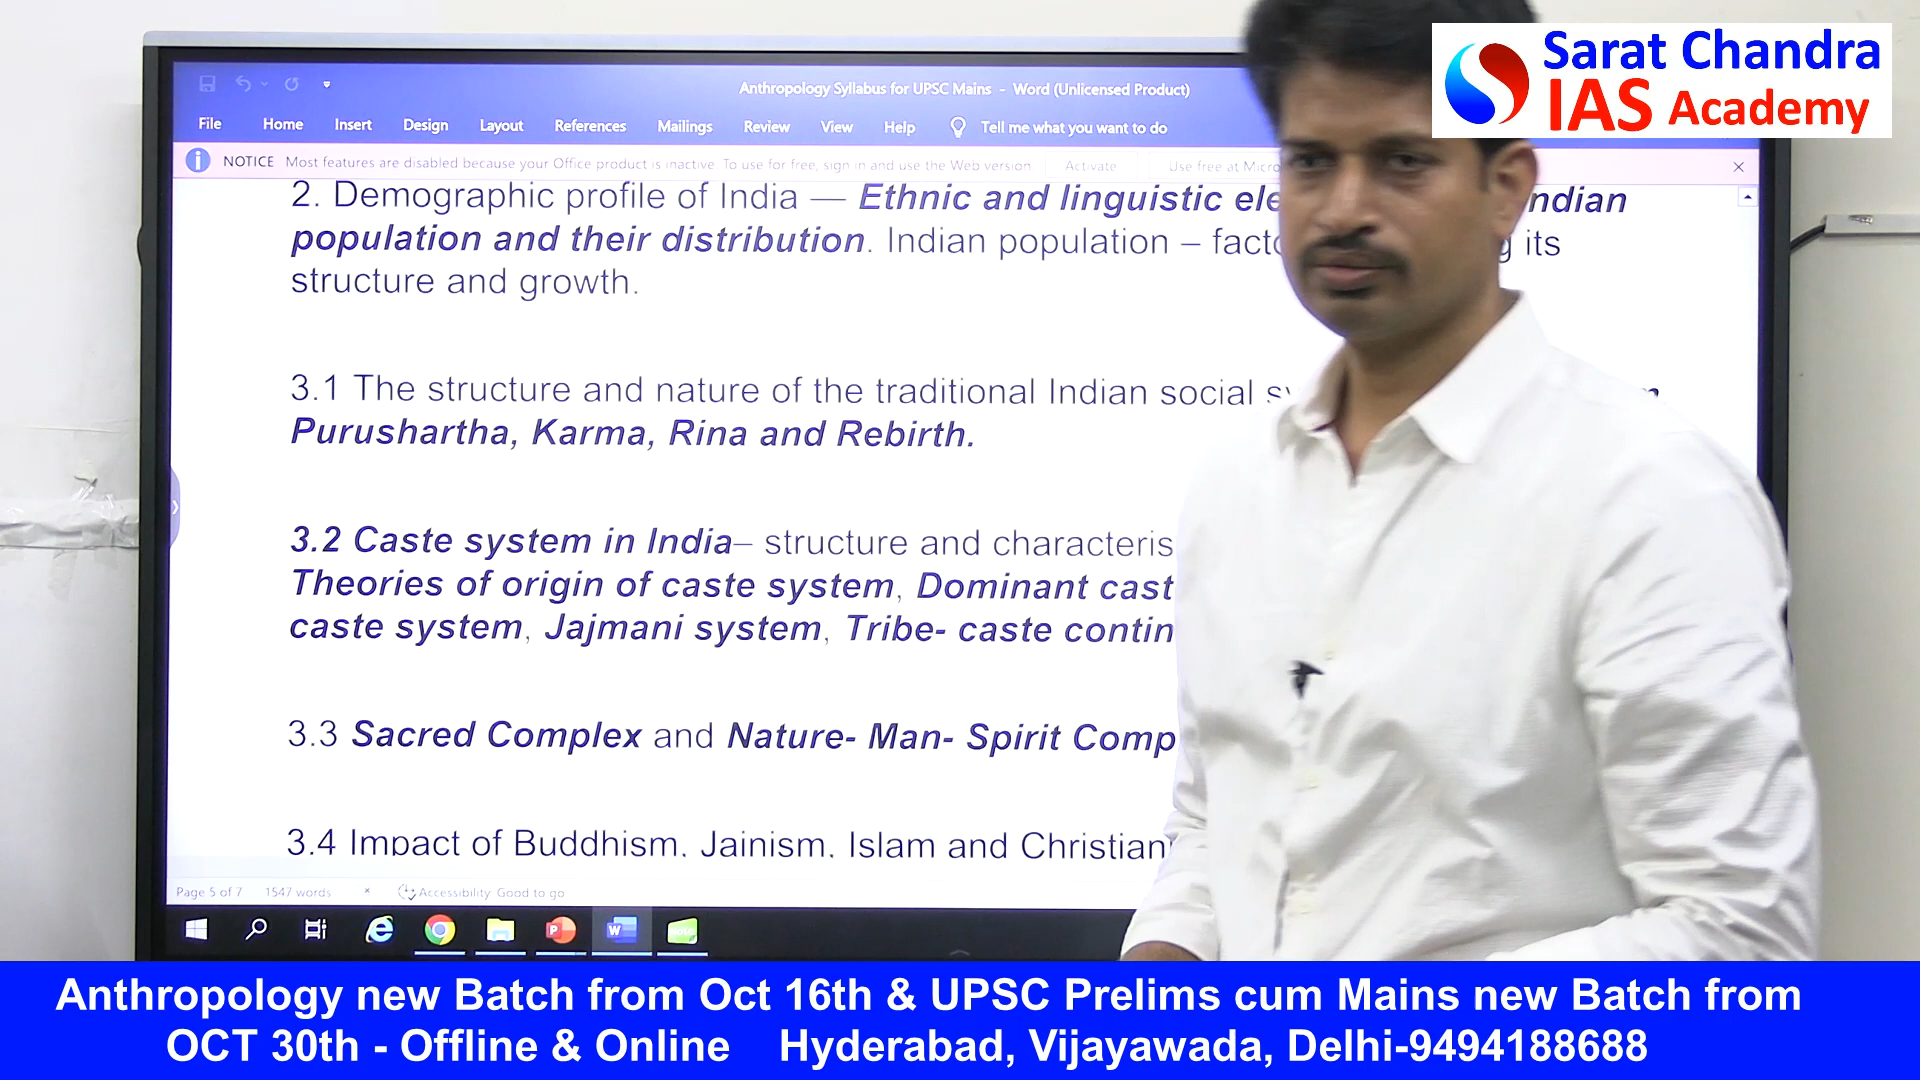 Sarat Chandra
IAS Academy
Anthropology Syllabus for UPSC Mains - Word (Unlicensed Product)
File Home Insert Design Layout References Mailings Review View Help Tell me what you want to do
NOTICE Most features are disabled because your Office product is inactive. To use for free, sign in and use the Web version Activate Use free at Micro
2. Demographic profile of India — Ethnic and linguistic ele ndian
population and their distribution. Indian population – facto g its
structure and growth.
3.1 The structure and nature of the traditional Indian social sy
Purushartha, Karma, Rina and Rebirth.
3.2 Caste system in India– structure and characteris
Theories of origin of caste system, Dominant cast
caste system, Jajmani system, Tribe- caste contin
3.3 Sacred Complex and Nature- Man- Spirit Comp
3.4 Impact of Buddhism, Jainism, Islam and Christian
Page 5 of 7 1547 words Accessibility: Good to go
Anthropology new Batch from Oct 16th & UPSC Prelims cum Mains new Batch from
OCT 30th - Offline & Online Hyderabad, Vijayawada, Delhi-9494188688